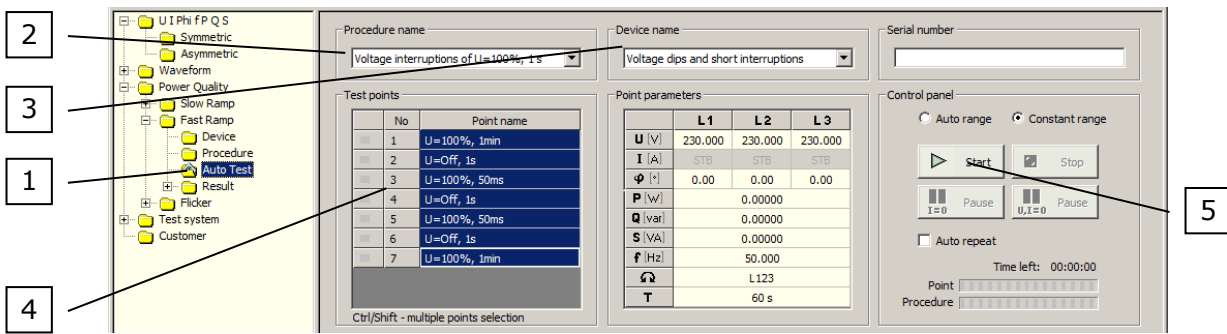 2
3
1
4
5
U I Phi f P Q S
Symmetric
Asymmetric
Waveform
Power Quality
Slow Ramp
Fast Ramp
Device
Procedure
Auto Test
Result
Flicker
Test system
Customer
Procedure name
Voltage interruptions of U=100%, 1 s
Device name
Voltage dips and short interruptions
Serial number
Test points
No Point name
1 U=100%, 1min
2 U=Off, 1s
3 U=100%, 50ms
4 U=Off, 1s
5 U=100%, 50ms
6 U=Off, 1s
7 U=100%, 1min
Ctrl/Shift - multiple points selection
Point parameters
L1 L2 L3
U [V] 230.000 230.000 230.000
I [A] STB STB STB
φ [°] 0.00 0.00 0.00
P [W] 0.00000
Q [var] 0.00000
S [VA] 0.00000
f [Hz] 50.000
L123
T 60 s
Control panel
Auto range Constant range
Start Stop
I=0 Pause U,I=0 Pause
Auto repeat
Time left: 00:00:00
Point
Procedure